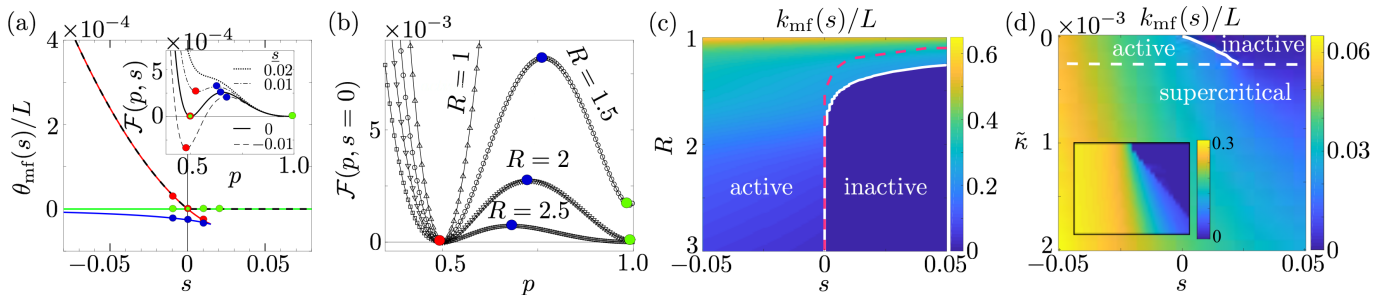 (a)
×10⁻⁴
4
2
0
−0.05
0
0.05
s
θ_mf(s)/L
×10⁻⁴
5
0
F(p, s)
0.5
1.0
p
s
0.02
0.01
0
−0.01
(b)
×10⁻³
7
0
F(p, s = 0)
0.5
1.0
p
R = 1
R = 1.5
R = 2
R = 2.5
(c)
k_mf(s)/L
1
2
3
R
−0.05
0
0.05
s
active
inactive
0.6
0.4
0.2
0
(d)
×10⁻³
k_mf(s)/L
0
1
2
κ̃
−0.05
0
0.05
s
active
inactive
supercritical
0.3
0
0.06
0.03
0